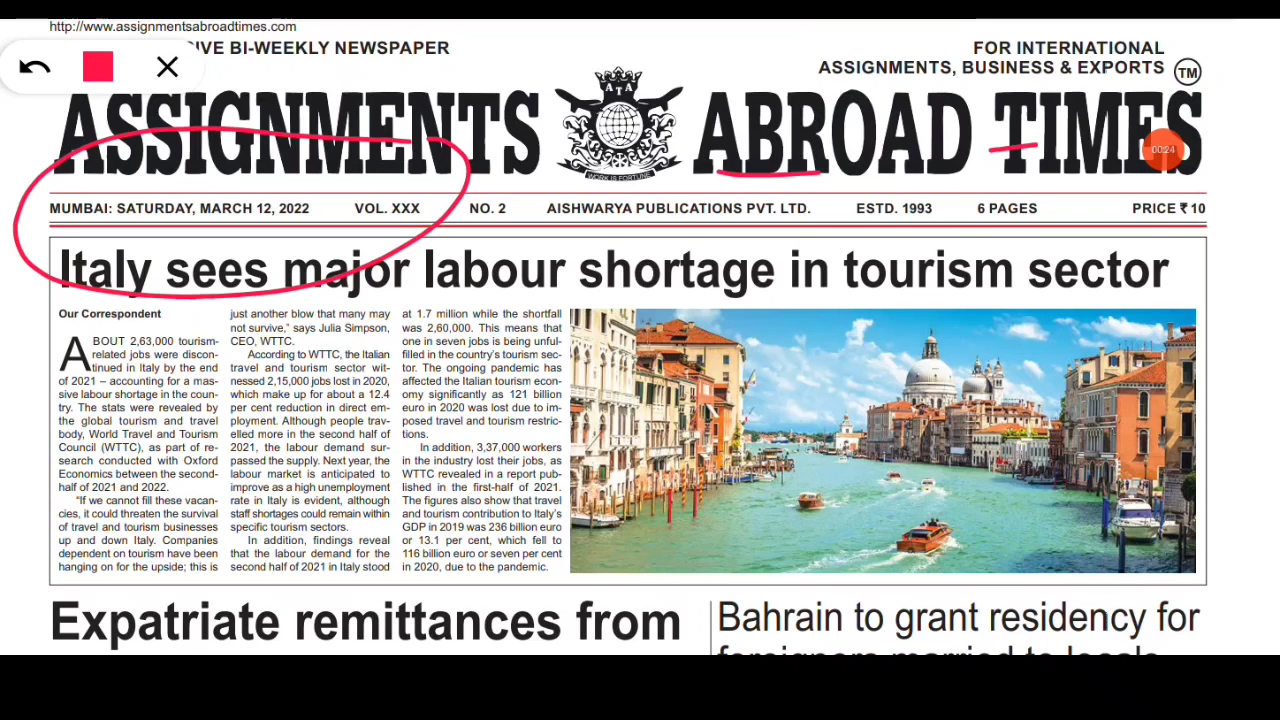 http://www.assignmentsabroadtimes.com
BI-WEEKLY NEWSPAPER
FOR INTERNATIONAL
ASSIGNMENTS, BUSINESS & EXPORTS
TM
ATA
ASSIGNMENTS ABROAD TIMES
WORK IS FORTUNE
00:24
MUMBAI: SATURDAY, MARCH 12, 2022 VOL. XXX NO. 2 AISHWARYA PUBLICATIONS PVT. LTD. ESTD. 1993 6 PAGES PRICE ₹ 10
Italy sees major labour shortage in tourism sector
Our Correspondent
ABOUT 2,63,000 tourism-
related jobs were discon-
tinued in Italy by the end
of 2021 – accounting for a mas-
sive labour shortage in the coun-
try. The stats were revealed by
the global tourism and travel
body, World Travel and Tourism
Council (WTTC), as part of re-
search conducted with Oxford
Economics between the second-
half of 2021 and 2022.
“If we cannot fill these vacan-
cies, it could threaten the survival
of travel and tourism businesses
up and down Italy. Companies
dependent on tourism have been
hanging on for the upside; this is
just another blow that many may
not survive,” says Julia Simpson,
CEO, WTTC.
According to WTTC, the Italian
travel and tourism sector wit-
nessed 2,15,000 jobs lost in 2020,
which make up for about a 12.4
per cent reduction in direct em-
ployment. Although people trav-
elled more in the second half of
2021, the labour demand sur-
passed the supply. Next year, the
labour market is anticipated to
improve as a high unemployment
rate in Italy is evident, although
staff shortages could remain within
specific tourism sectors.
In addition, findings reveal
that the labour demand for the
second half of 2021 in Italy stood
at 1.7 million while the shortfall
was 2,60,000. This means that
one in seven jobs is being unful-
filled in the country's tourism sec-
tor. The ongoing pandemic has
affected the Italian tourism econ-
omy significantly as 121 billion
euro in 2020 was lost due to im-
posed travel and tourism restric-
tions.
In addition, 3,37,000 workers
in the industry lost their jobs, as
WTTC revealed in a report pub-
lished in the first-half of 2021.
The figures also show that travel
and tourism contribution to Italy's
GDP in 2019 was 236 billion euro
or 13.1 per cent, which fell to
116 billion euro or seven per cent
in 2020, due to the pandemic.
Expatriate remittances from
Bahrain to grant residency for
foreigners married to locals